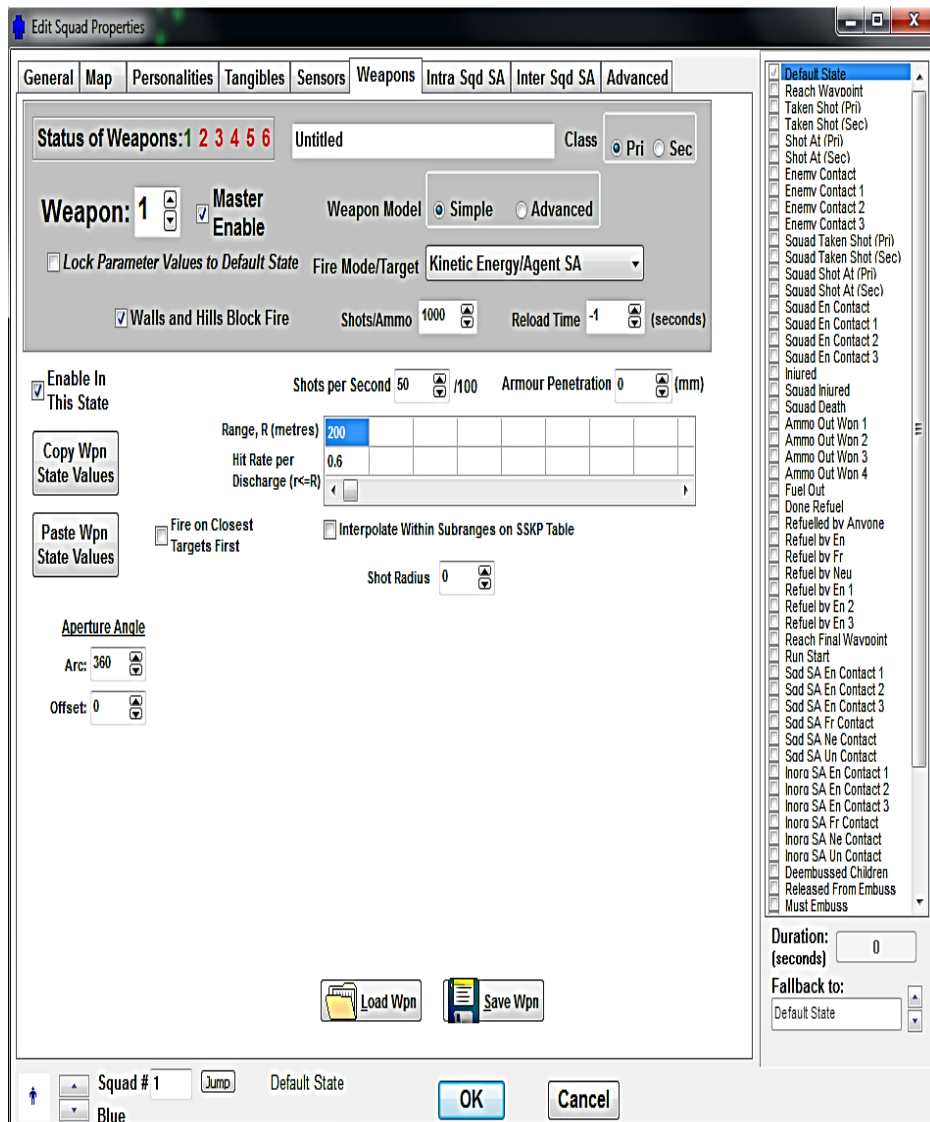 Edit Squad Properties
X
General Map Personalities Tangibles Sensors Weapons Intra Sqd SA Inter Sqd SA Advanced
Status of Weapons:1 2 3 4 5 6
Untitled
Class
Pri Sec
Weapon: 1
Master
Enable
Weapon Model
Simple Advanced
Lock Parameter Values to Default State
Fire Mode/Target
Kinetic Energy/Agent SA
Walls and Hills Block Fire
Shots/Ammo 1000
Reload Time -1 (seconds)
Enable In
This State
Shots per Second 50 /100
Armour Penetration 0 (mm)
Copy Wpn
State Values
Range, R (metres) 200
Hit Rate per 0.6
Discharge (r<=R)
Paste Wpn
State Values
Fire on Closest
Targets First
Interpolate Within Subranges on SSKP Table
Shot Radius 0
Aperture Angle
Arc: 360
Offset: 0
Load Wpn
Save Wpn
Squad # 1
Jump
Default State
Blue
OK
Cancel
Default State
Reach Waypoint
Taken Shot (Pri)
Taken Shot (Sec)
Shot At (Pri)
Shot At (Sec)
Enemy Contact
Enemy Contact 1
Enemy Contact 2
Enemy Contact 3
Squad Taken Shot (Pri)
Squad Taken Shot (Sec)
Squad Shot At (Pri)
Squad Shot At (Sec)
Squad En Contact
Squad En Contact 1
Squad En Contact 2
Squad En Contact 3
Injured
Squad Injured
Squad Death
Ammo Out Wpn 1
Ammo Out Wpn 2
Ammo Out Wpn 3
Ammo Out Wpn 4
Fuel Out
Done Refuel
Refuelled by Anyone
Refuel by En
Refuel by Fr
Refuel by Neu
Refuel by En 1
Refuel by En 2
Refuel by En 3
Reach Final Waypoint
Run Start
Sqd SA En Contact 1
Sqd SA En Contact 2
Sqd SA En Contact 3
Sqd SA Fr Contact
Sqd SA Ne Contact
Sqd SA Un Contact
Inorg SA En Contact 1
Inorg SA En Contact 2
Inorg SA En Contact 3
Inorg SA Fr Contact
Inorg SA Ne Contact
Inorg SA Un Contact
Deembussed Children
Released From Embuss
Must Embuss
Duration:
(seconds)
0
Fallback to:
Default State